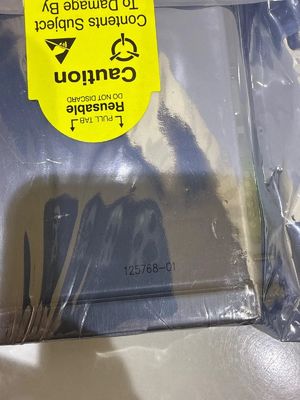 Contents Subject
To Damage By
Caution
Reusable
DO NOT DISCARD
PULL TAB
125768-01